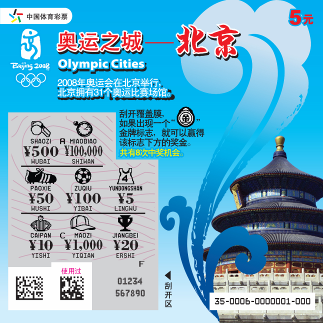 中国体育彩票
5元
奥运之城—北京
Olympic Cities
Beijing 2008
2008年奥运会在北京举行，
北京拥有31个奥运比赛场馆。
刮开覆盖膜，
如果出现一个“ ”
金牌标志，就可以赢得
该标志下方的奖金。
共有8次中奖机会。
SHAOZI MIAOBIAO
¥500 ¥100,000
WUBAI SHIWAN
PAOXIE ZUQIU YUNDONGSHAN
¥50 ¥100 ¥5
WUSHI YIBAI LINGWU
CAIPAN MAOZI JIANGBEI
¥10 ¥1,000 ¥20
YISHI YIQIAN ERSHI
F
使用过
01234
567890
刮开区
35-0006-0000001-000